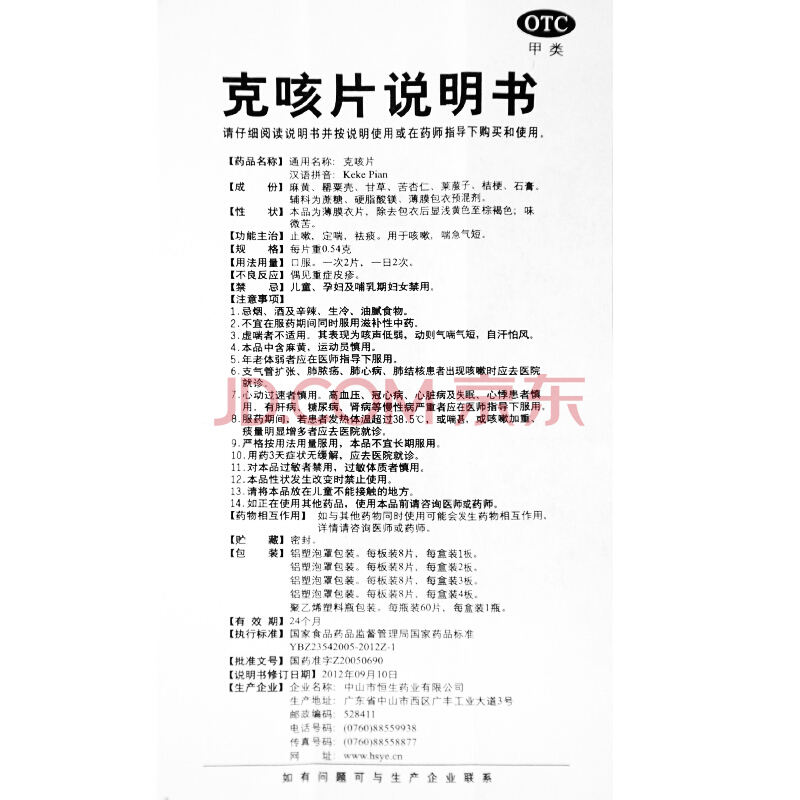 OTC
甲类
克咳片说明书
请仔细阅读说明书并按说明使用或在药师指导下购买和使用。
【药品名称】通用名称：克咳片
汉语拼音：Keke Pian
【成 份】麻黄、罂粟壳、甘草、苦杏仁、莱菔子、桔梗、石膏。
辅料为蔗糖、硬脂酸镁、薄膜包衣预混剂。
【性 状】本品为薄膜衣片，除去包衣后显浅黄色至棕褐色；味
微苦。
【功能主治】止嗽，定喘，祛痰。用于咳嗽，喘急气短。
【规 格】每片重0.54克
【用法用量】口服。一次2片，一日2次。
【不良反应】偶见重症皮疹。
【禁 忌】儿童、孕妇及哺乳期妇女禁用。
【注意事项】
1.忌烟、酒及辛辣、生冷、油腻食物。
2.不宜在服药期间同时服用滋补性中药。
3.虚喘者不适用。其表现为咳声低弱，动则气喘气短，自汗怕风。
4.本品中含麻黄，运动员慎用。
5.年老体弱者应在医师指导下服用。
6.支气管扩张、肺脓疡、肺心病、肺结核患者出现咳嗽时应去医院
就诊。
7.心动过速者慎用。高血压、冠心病、心脏病及失眠、心悸患者慎
用。有肝病、糖尿病、肾病等慢性病严重者应在医师指导下服用。
8.服药期间，若患者发热体温超过38.5℃，或喘甚，或咳嗽加重、
痰量明显增多者应去医院就诊。
9.严格按用法用量服用，本品不宜长期服用。
10.用药3天症状无缓解，应去医院就诊。
11.对本品过敏者禁用，过敏体质者慎用。
12.本品性状发生改变时禁止使用。
13.请将本品放在儿童不能接触的地方。
14.如正在使用其他药品，使用本品前请咨询医师或药师。
【药物相互作用】如与其他药物同时使用可能会发生药物相互作用，
详情请咨询医师或药师。
【贮 藏】密封。
【包 装】铝塑泡罩包装。每板装8片，每盒装1板。
铝塑泡罩包装。每板装8片，每盒装2板。
铝塑泡罩包装。每板装8片，每盒装3板。
铝塑泡罩包装。每板装8片，每盒装4板。
聚乙烯塑料瓶包装。每瓶装60片，每盒装1瓶。
【有 效 期】24个月
【执行标准】国家食品药品监督管理局国家药品标准
YBZ23542005-2012Z-1
【批准文号】国药准字Z20050690
【说明书修订日期】2012年09月10日
【生产企业】企业名称：中山市恒生药业有限公司
生产地址：广东省中山市西区广丰工业大道3号
邮政编码：528411
电话号码：(0760)88559938
传真号码：(0760)88558877
网 址：www.hsye.cn
如有问题可与生产企业联系
JD.COM 京东